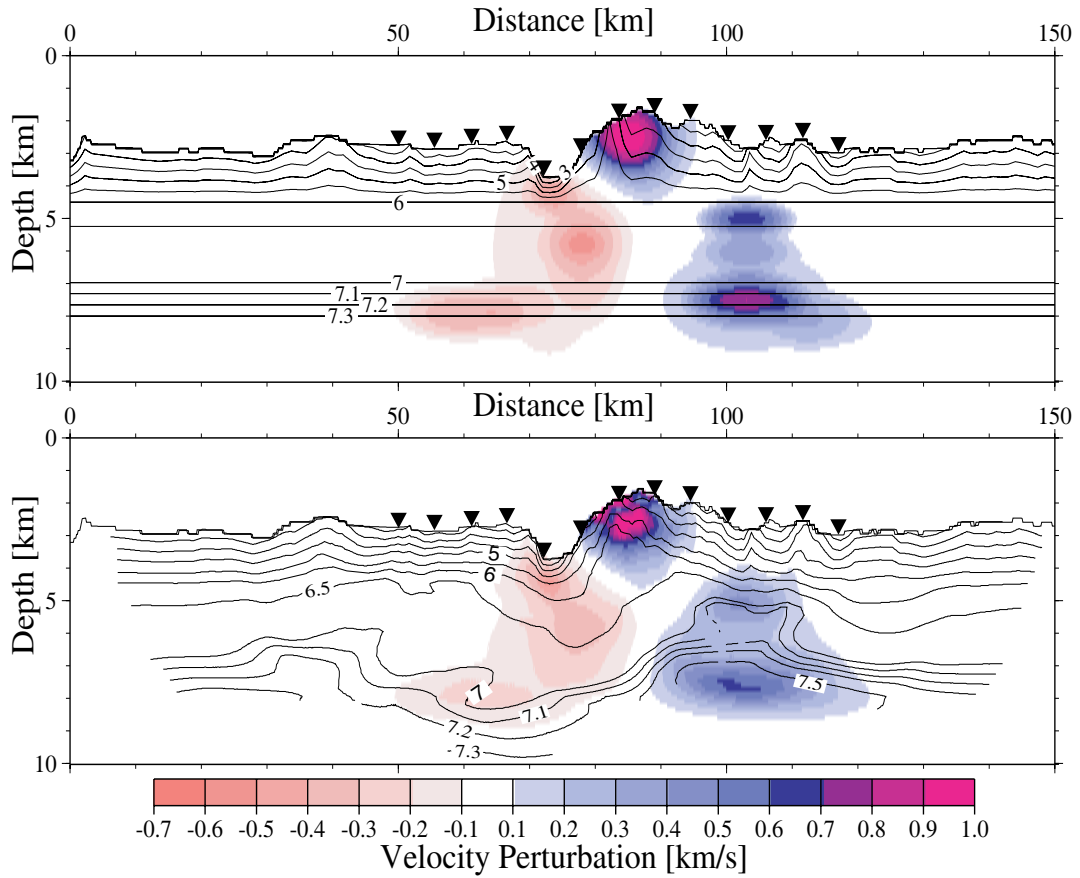 Distance [km]
0 50 100 150
Depth [km]
0
5
10
4
3
5
6
7
7.1
7.2
7.3
Distance [km]
0 50 100 150
Depth [km]
0
5
10
5
6
6.5
7
7.1
7.2
-7.3
7.5
-0.7 -0.6 -0.5 -0.4 -0.3 -0.2 -0.1 0.1 0.2 0.3 0.4 0.5 0.6 0.7 0.8 0.9 1.0
Velocity Perturbation [km/s]